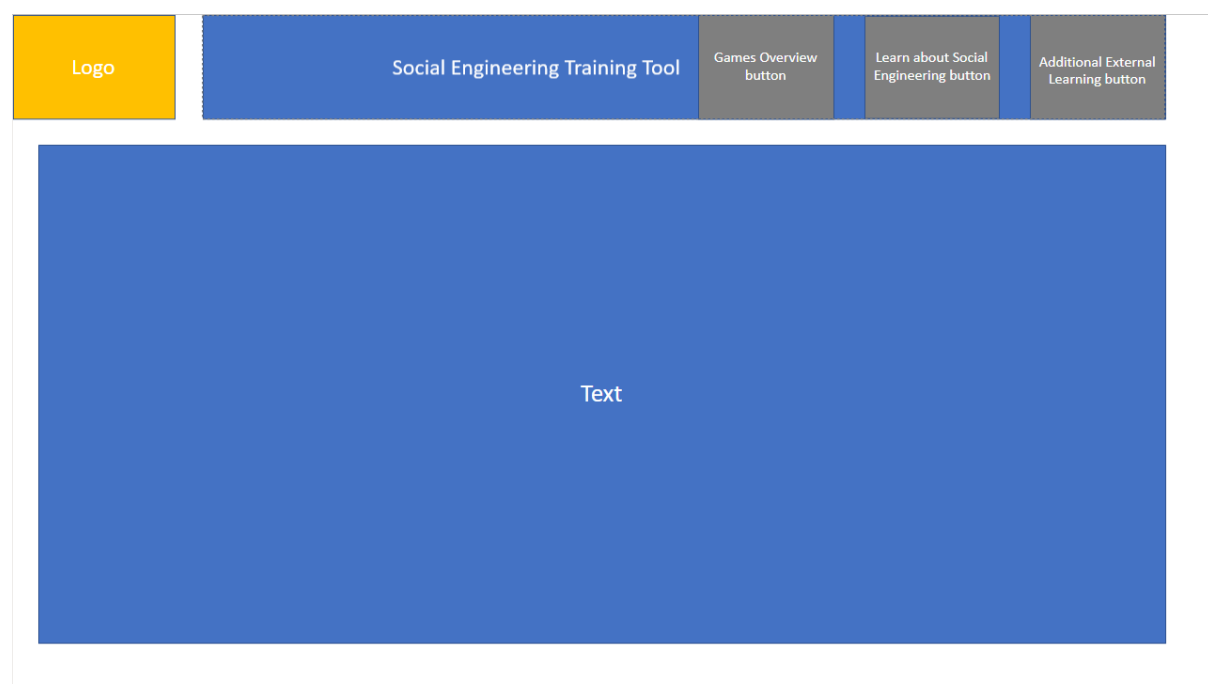 Logo
Social Engineering Training Tool
Games Overview
button
Learn about Social
Engineering button
Additional External
Learning button
Text